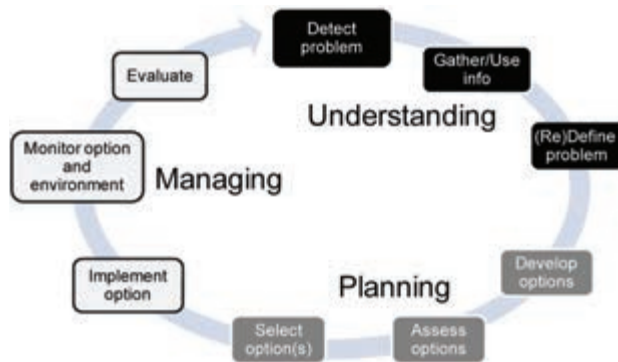 Detect
problem
Gather/Use
info
Understanding
(Re)Define
problem
Develop
options
Planning
Assess
options
Select
option(s)
Implement
option
Managing
Monitor option
and
environment
Evaluate